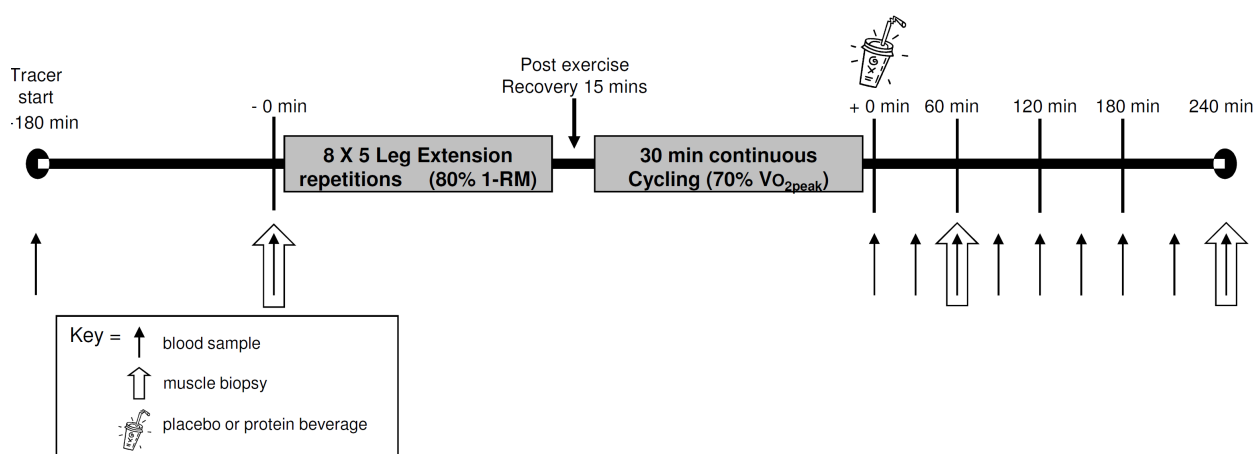 Tracer
start
-180 min
- 0 min
8 X 5 Leg Extension
repetitions (80% 1-RM)
Post exercise
Recovery 15 mins
30 min continuous
Cycling (70% VO2peak)
+ 0 min
60 min
120 min
180 min
240 min
Key =
blood sample
muscle biopsy
placebo or protein beverage